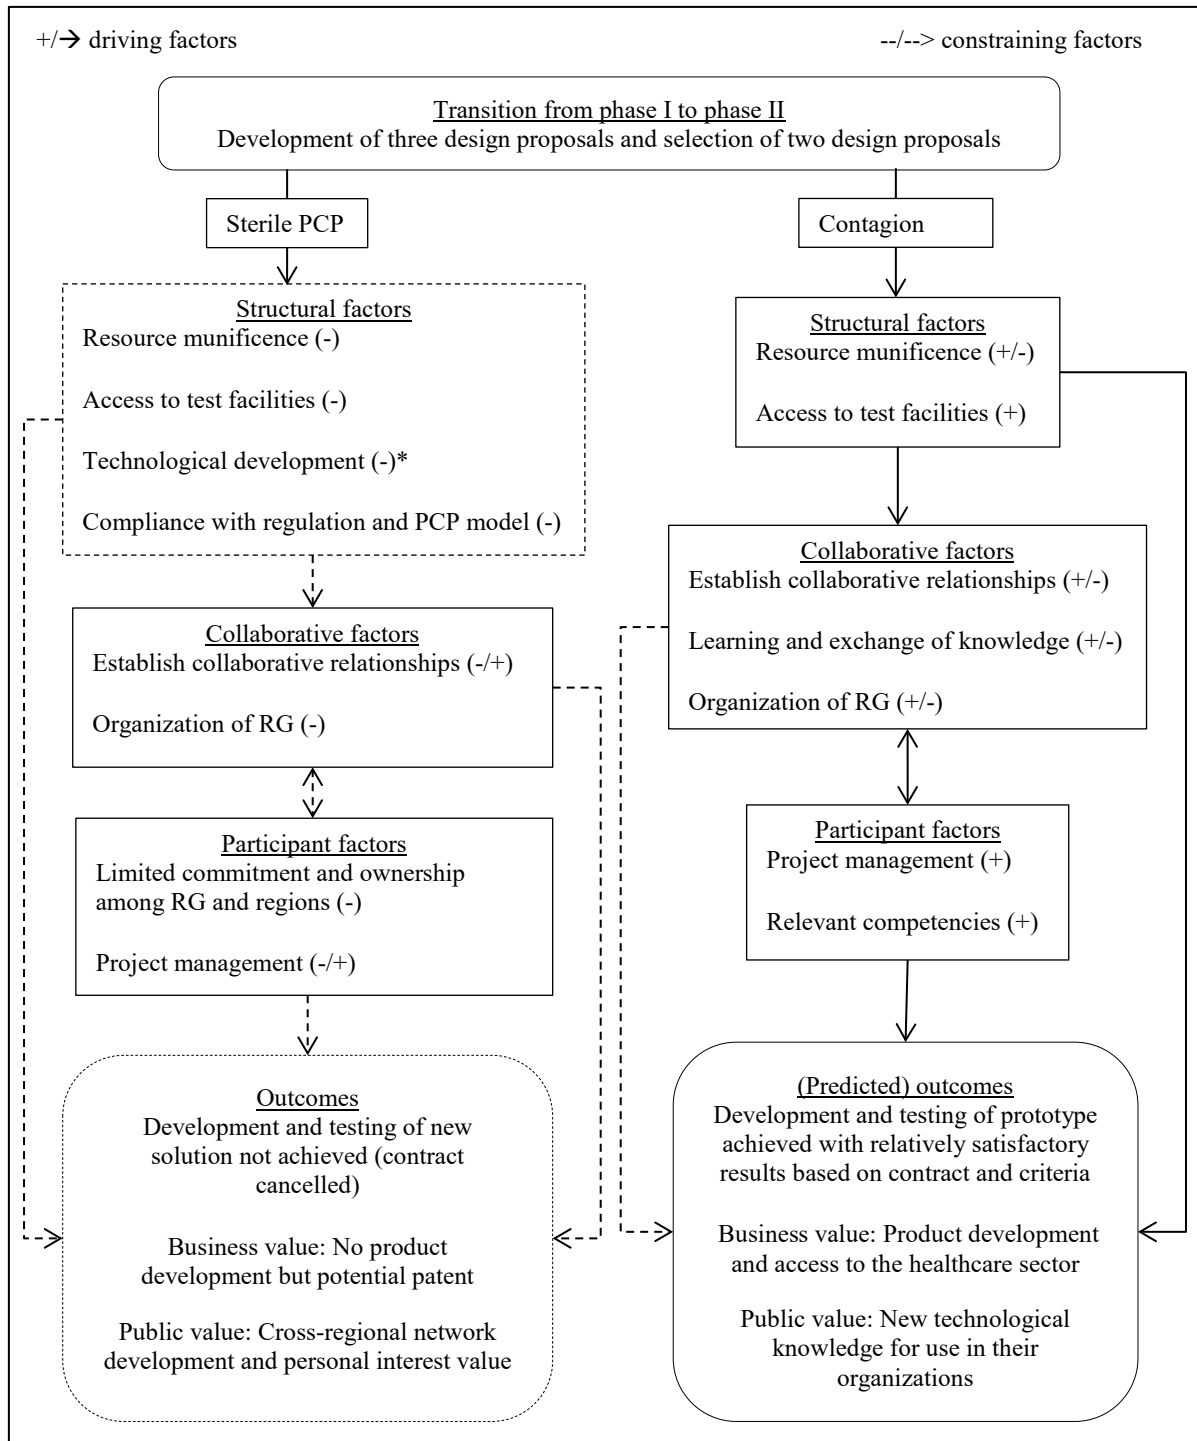 +/→ driving factors
--/--> constraining factors
Transition from phase I to phase II
Development of three design proposals and selection of two design proposals
Sterile PCP
Structural factors
Resource munificence (-)
Access to test facilities (-)
Technological development (-)*
Compliance with regulation and PCP model (-)
Collaborative factors
Establish collaborative relationships (-/+)
Organization of RG (-)
Participant factors
Limited commitment and ownership
among RG and regions (-)
Project management (-/+)
Outcomes
Development and testing of new
solution not achieved (contract
cancelled)
Business value: No product
development but potential patent
Public value: Cross-regional network
development and personal interest value
Contagion
Structural factors
Resource munificence (+/-)
Access to test facilities (+)
Collaborative factors
Establish collaborative relationships (+/-)
Learning and exchange of knowledge (+/-)
Organization of RG (+/-)
Participant factors
Project management (+)
Relevant competencies (+)
(Predicted) outcomes
Development and testing of prototype
achieved with relatively satisfactory
results based on contract and criteria
Business value: Product development
and access to the healthcare sector
Public value: New technological
knowledge for use in their
organizations